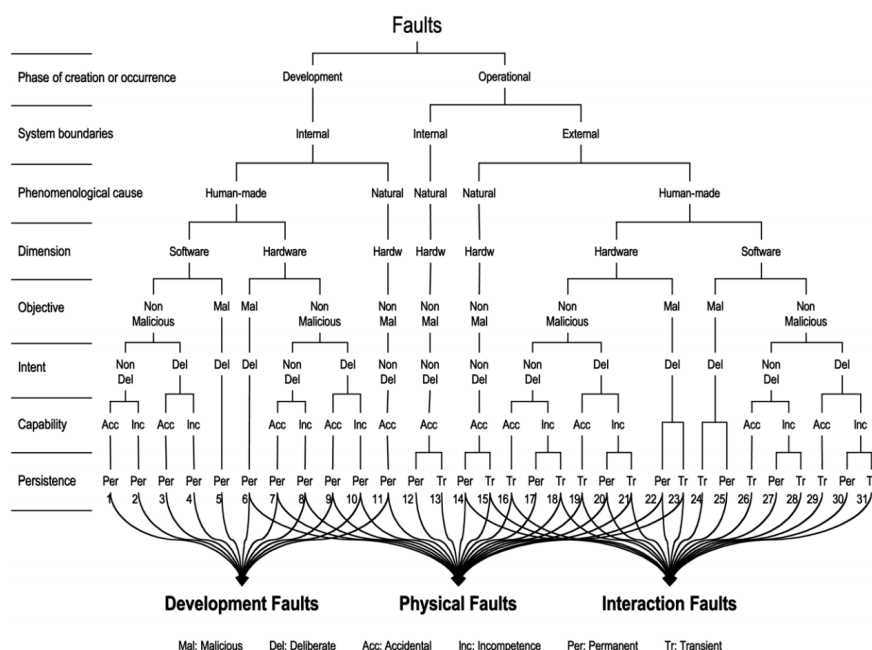 Faults
Phase of creation or occurrence Development Operational
System boundaries Internal Internal External
Phenomenological cause Human-made Natural Natural Natural Human-made
Dimension Software Hardware Hardw Hardw Hardw Hardware Software
Objective Non Mal Mal Non Non Non Non Non Mal Mal Non
Malicious Malicious Mal Mal Mal Malicious Malicious
Intent Non Del Del Del Non Del Non Non Non Non Del Del Del Non Del
Del Del Del Del Del Del Del
Capability Acc Inc Acc Inc Acc Inc Acc Inc Acc Acc Acc Acc Inc Acc Inc Acc Inc Acc Inc
Persistence Per Per Per Per Per Per Per Per Per Per Per Per Tr Per Tr Tr Per Tr Tr Per Tr Per Tr Tr Per Tr Per Tr Tr Per T
1 2 3 4 5 6 7 8 9 10 11 12 13 14 15 16 17 18 19 20 21 22 23 24 25 26 27 28 29 30 31
Development Faults Physical Faults Interaction Faults
Mal: Malicious Del: Deliberate Acc: Accidental Inc: Incompetence Per: Permanent Tr: Transient